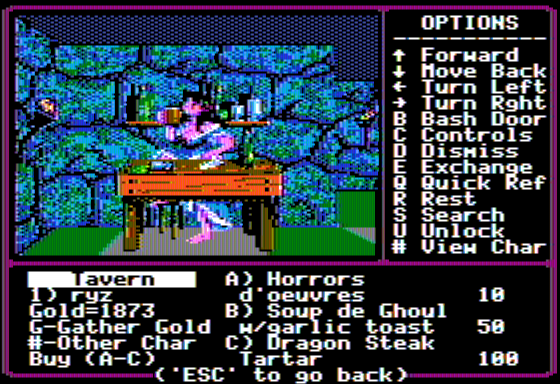 OPTIONS
↑ Forward
↓ Move Back
← Turn Left
→ Turn Rght
B Bash Door
C Controls
D Dismiss
E Exchange
Q Quick Ref
R Rest
S Search
U Unlock
# View Char
Tavern
1) ryz
Gold=1873
G-Gather Gold
#-Other Char
Buy (A-C)
A) Horrors
d'oeuvres 10
B) Soup de Ghoul
w/garlic toast 50
C) Dragon Steak
Tartar 100
('ESC' to go back)